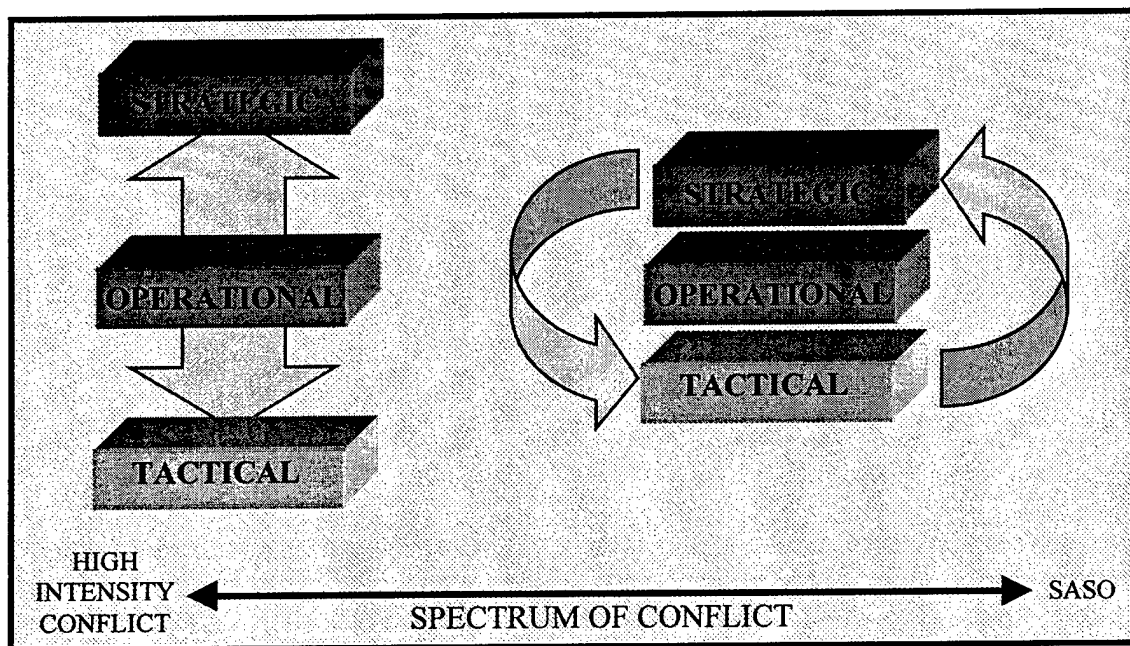 STRATEGIC
OPERATIONAL
TACTICAL
STRATEGIC
OPERATIONAL
TACTICAL
HIGH
INTENSITY
CONFLICT
SPECTRUM OF CONFLICT
SASO